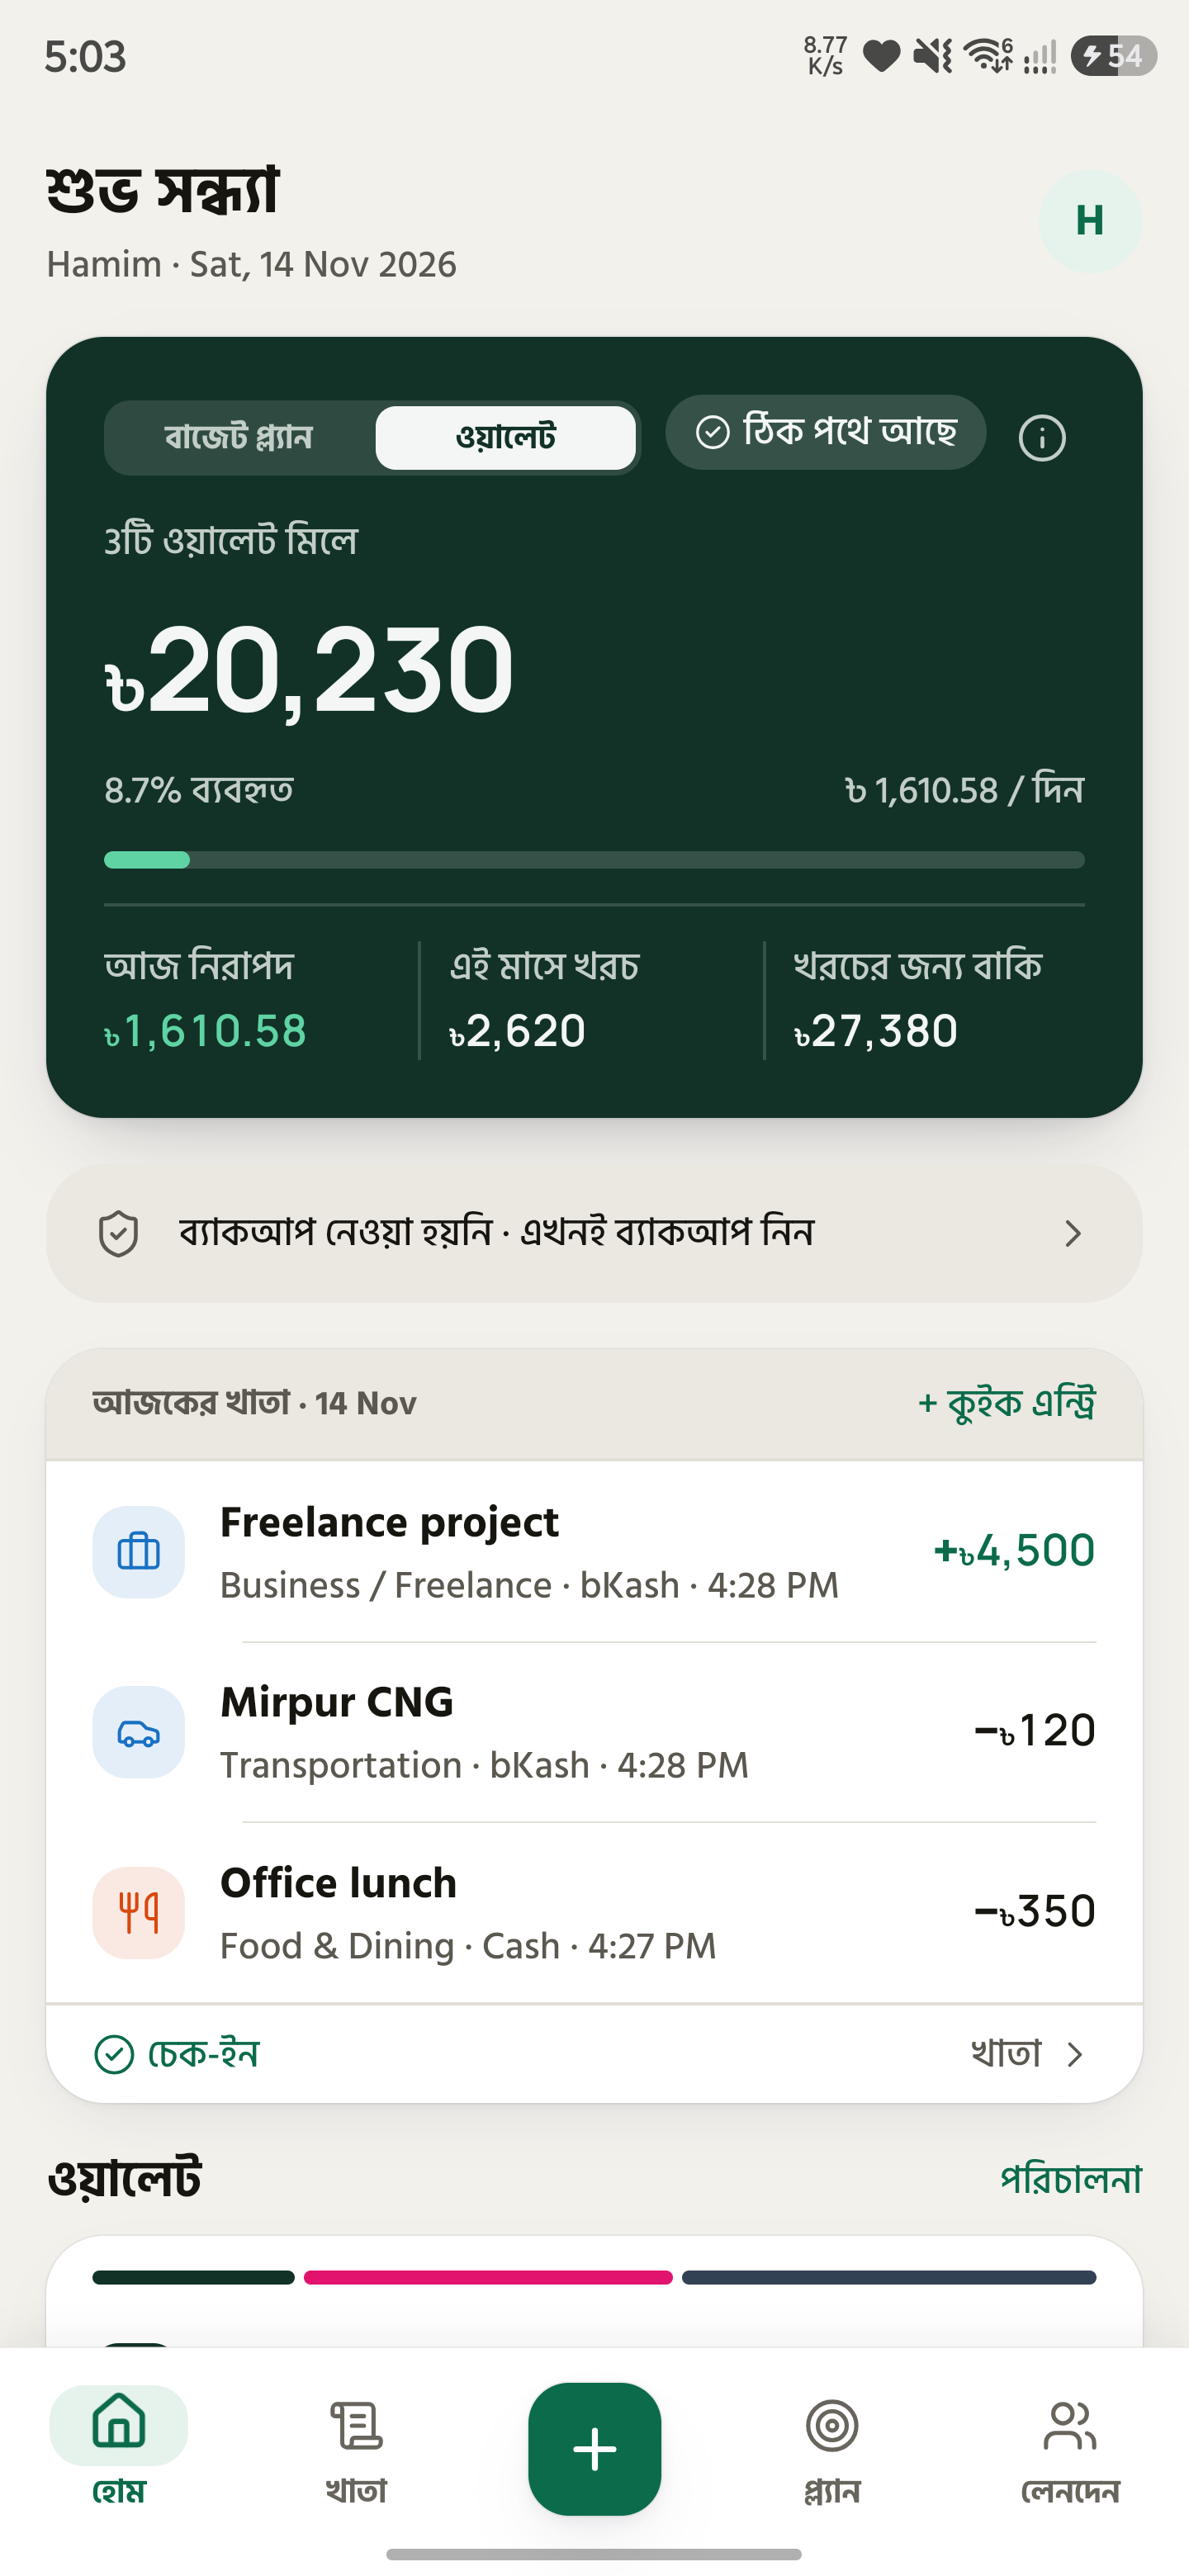 5:03
8.77 K/s
6
54
শুভ সন্ধ্যা
Hamim · Sat, 14 Nov 2026
H
বাজেট প্ল্যান
ওয়ালেট
ঠিক পথে আছে
3টি ওয়ালেট মিলে
৳20,230
8.7% ব্যবহৃত
৳ 1,610.58 / দিন
আজ নিরাপদ
এই মাসে খরচ
খরচের জন্য বাকি
৳1,610.58
৳2,620
৳27,380
ব্যাকআপ নেওয়া হয়নি · এখনই ব্যাকআপ নিন
আজকের খাতা · 14 Nov
+ কুইক এন্ট্রি
Freelance project
+৳4,500
Business / Freelance · bKash · 4:28 PM
Mirpur CNG
−৳120
Transportation · bKash · 4:28 PM
Office lunch
−৳350
Food & Dining · Cash · 4:27 PM
চেক-ইন
খাতা
ওয়ালেট
পরিচালনা
হোম
খাতা
প্ল্যান
লেনদেন